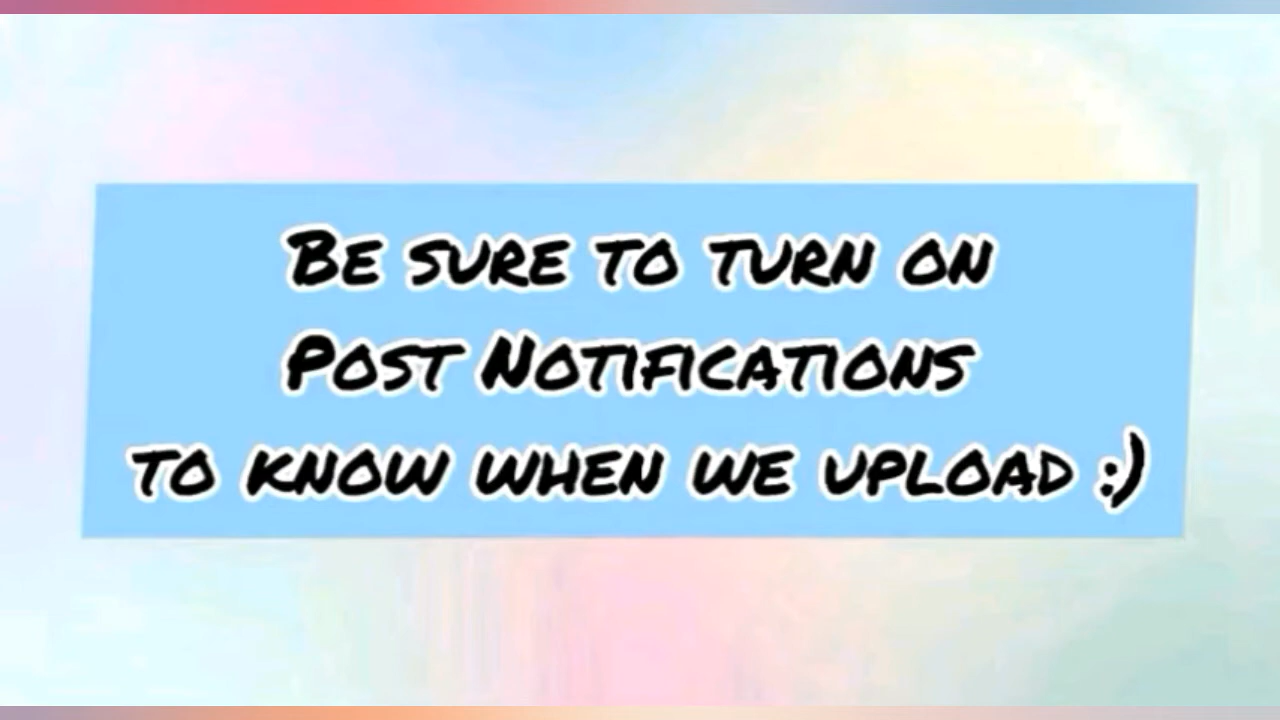 Be sure to turn on
Post Notifications
to know when we upload :)